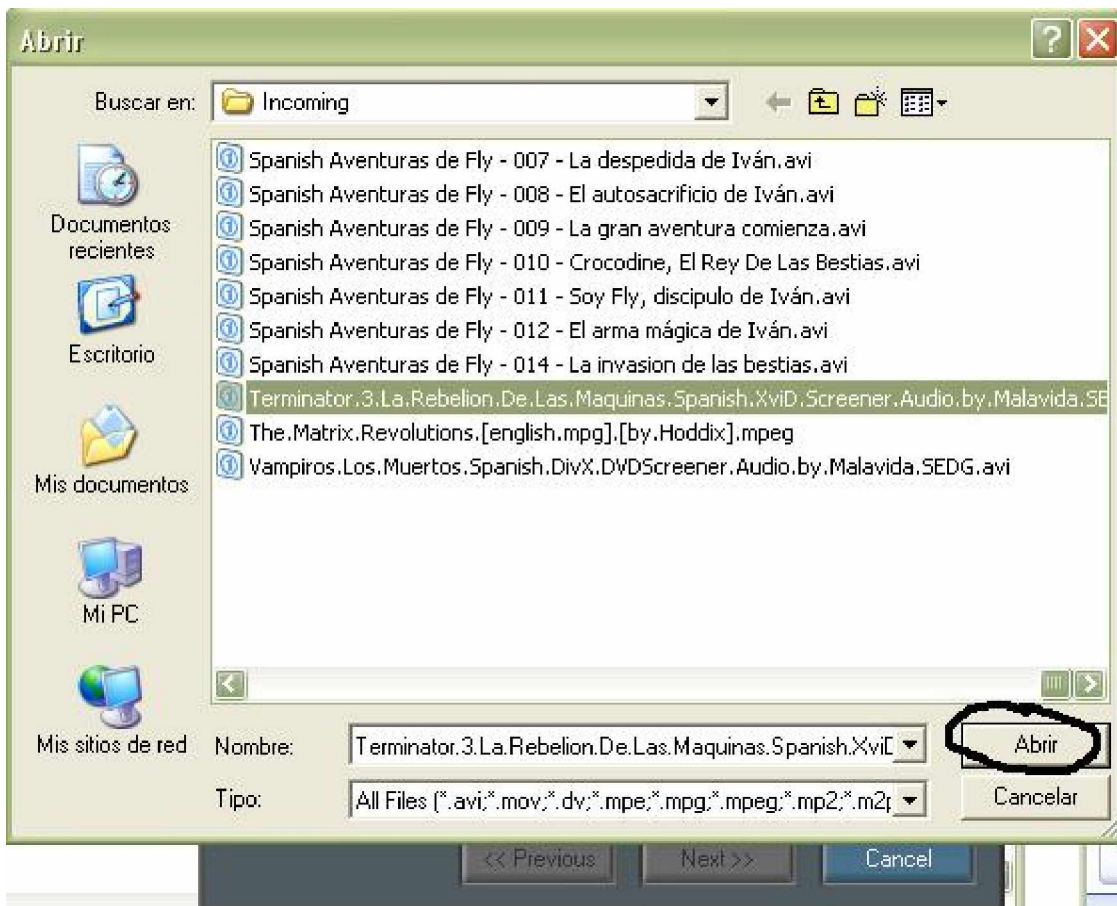 Abrir
Buscar en: Incoming
Documentos recientes
Escritorio
Mis documentos
Mi PC
Mis sitios de red
Spanish Aventuras de Fly - 007 - La despedida de Iván.avi
Spanish Aventuras de Fly - 008 - El autosacrificio de Iván.avi
Spanish Aventuras de Fly - 009 - La gran aventura comienza.avi
Spanish Aventuras de Fly - 010 - Crocodine, El Rey De Las Bestias.avi
Spanish Aventuras de Fly - 011 - Soy Fly, discipulo de Iván.avi
Spanish Aventuras de Fly - 012 - El arma mágica de Iván.avi
Spanish Aventuras de Fly - 014 - La invasion de las bestias.avi
Terminator.3.La.Rebelion.De.Las.Maquinas.Spanish.XviD.Screener.Audio.by.Malavida.SE
The.Matrix.Revolutions.[english.mpg].[by.Hoddix].mpeg
Vampiros.Los.Muertos.Spanish.DivX.DVDScreener.Audio.by.Malavida.SEDG.avi
Nombre: Terminator.3.La.Rebelion.De.Las.Maquinas.Spanish.Xvi Abrir
Tipo: All Files (*.avi;*.mov;*.dv;*.mpe;*.mpg;*.mpeg;*.mp2;*.m2 Cancelar
<< Previous Next >> Cancel